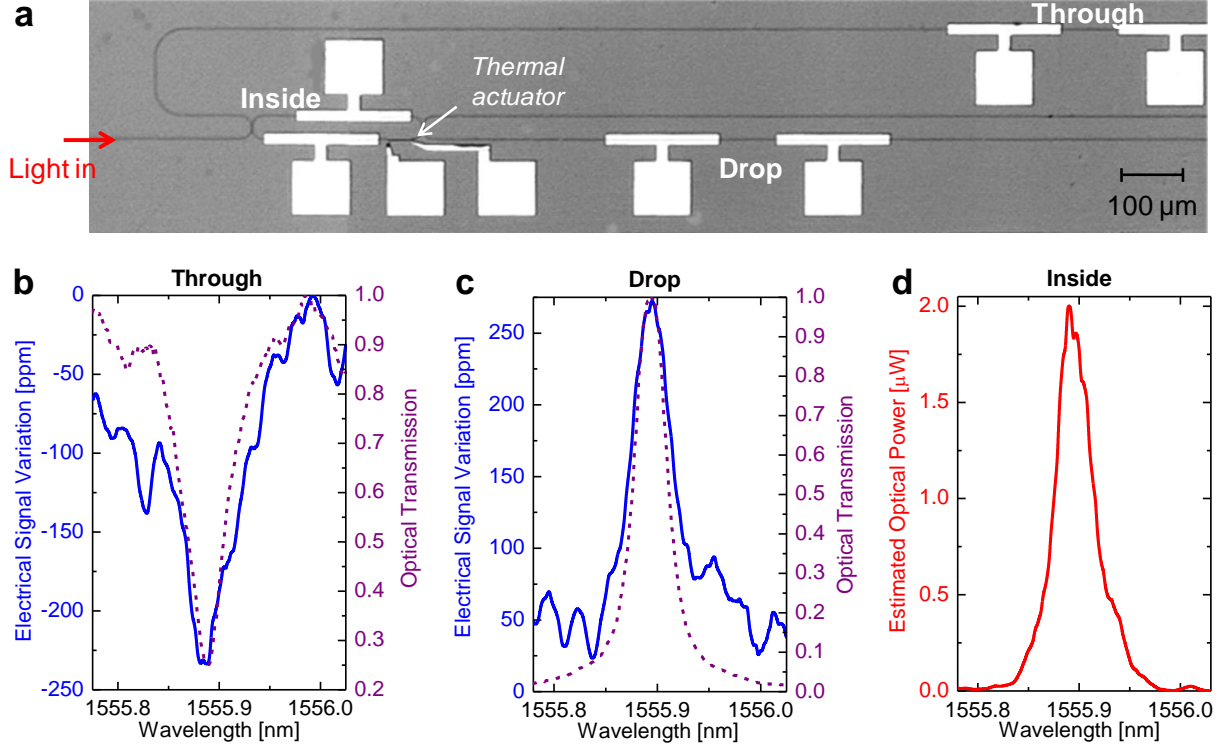 a
Through
Thermal
actuator
Inside
Light in
Drop
100 µm
b
Through
Electrical Signal Variation [ppm]
0
-50
-100
-150
-200
-250
Optical Transmission
1.0
0.9
0.8
0.7
0.6
0.5
0.4
0.3
0.2
1555.8 1555.9 1556.0
Wavelength [nm]
c
Drop
Electrical Signal Variation [ppm]
250
200
150
100
50
0
Optical Transmission
1.0
0.9
0.8
0.7
0.6
0.5
0.4
0.3
0.2
0.1
0.0
1555.8 1555.9 1556.0
Wavelength [nm]
d
Inside
Estimated Optical Power [µW]
2.0
1.5
1.0
0.5
0.0
1555.8 1555.9 1556.0
Wavelength [nm]